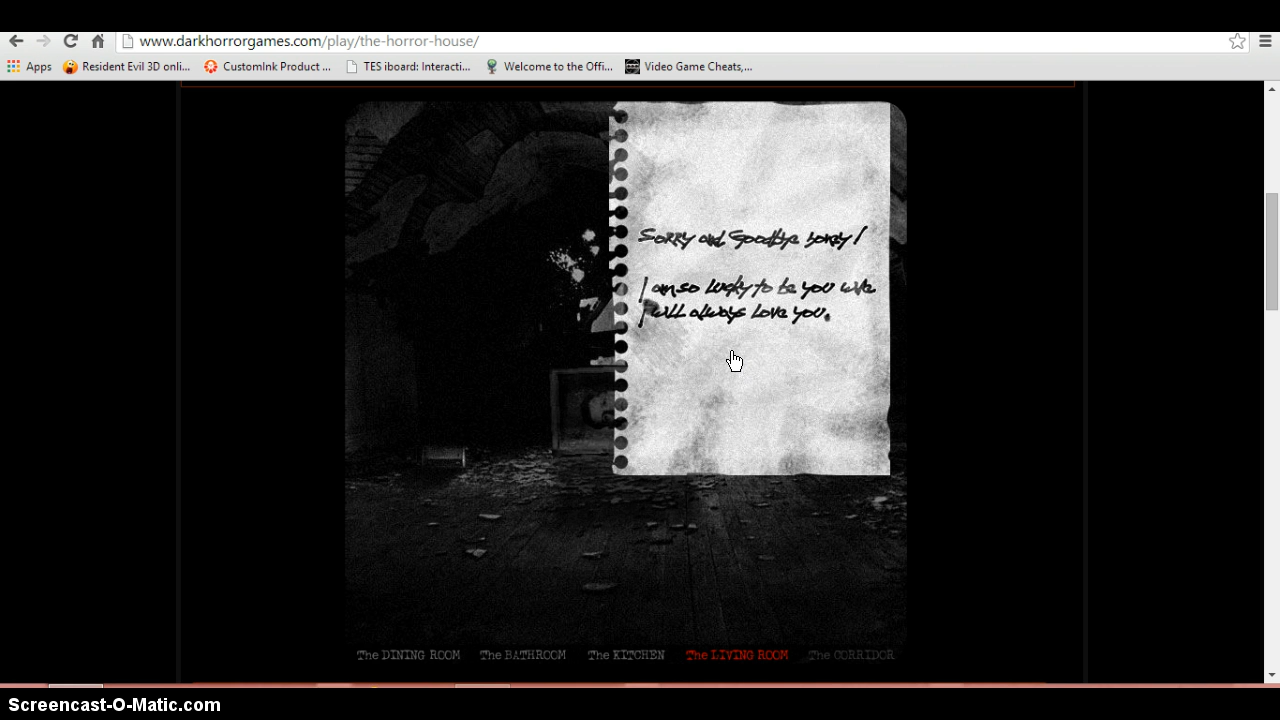 www.darkhorrorgames.com/play/the-horror-house/
Apps Resident Evil 3D onli... CustomInk Product ... TES iboard: Interacti... Welcome to the Offi... Video Game Cheats,...
Sorry and Goodbye honey!
I am so lucky to be you wife
I will always love you.
The DINING ROOM The BATHROOM The KITCHEN The LIVING ROOM The CORRIDOR
Screencast-O-Matic.com